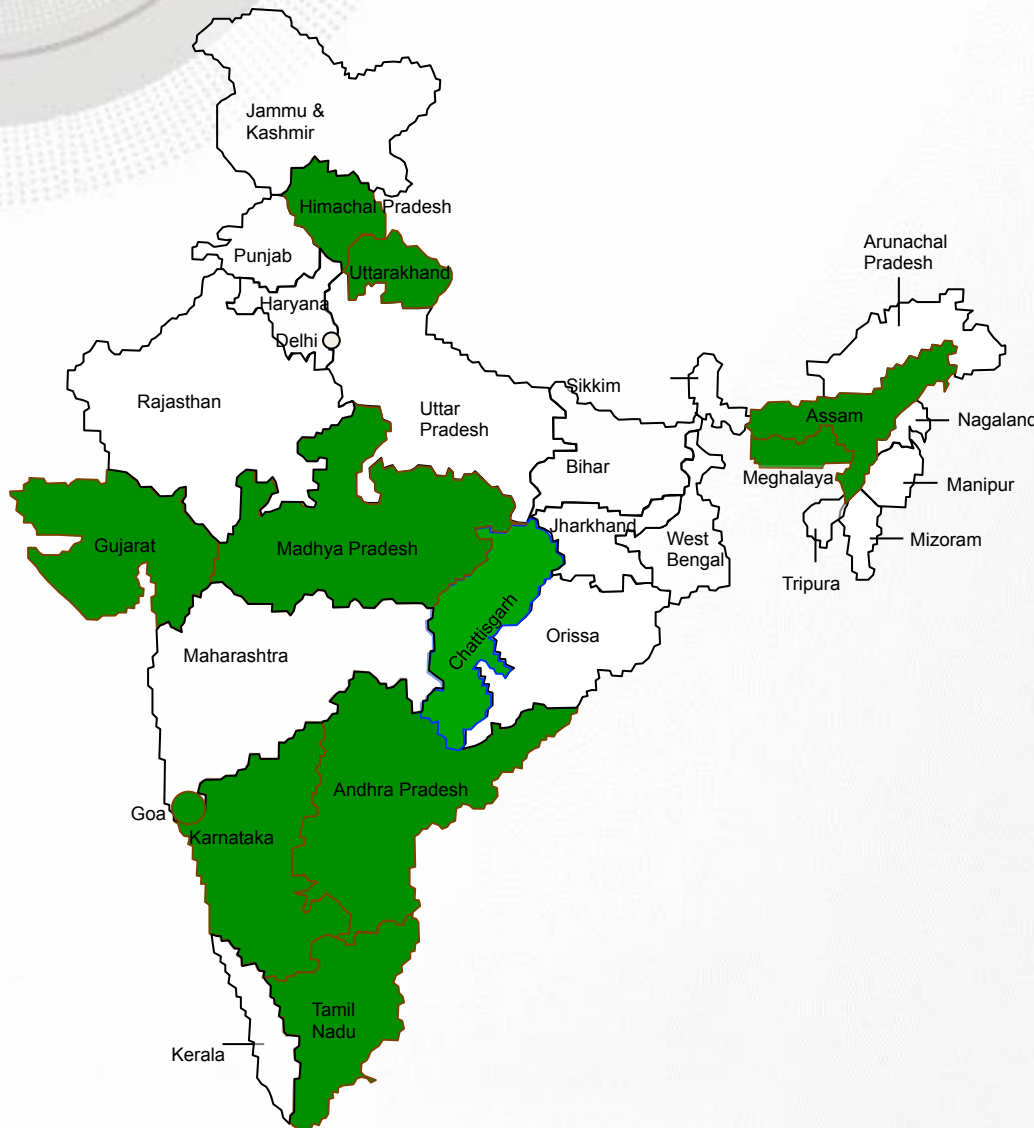 Jammu &
Kashmir
Himachal Pradesh
Punjab
Uttarakhand
Haryana
Delhi
Arunachal
Pradesh
Rajasthan
Uttar
Pradesh
Sikkim
Assam
Nagaland
Bihar
Meghalaya
Manipur
Gujarat
Madhya Pradesh
Jharkhand
West
Bengal
Mizoram
Tripura
Chattisgarh
Orissa
Maharashtra
Andhra Pradesh
Goa
Karnataka
Tamil
Nadu
Kerala